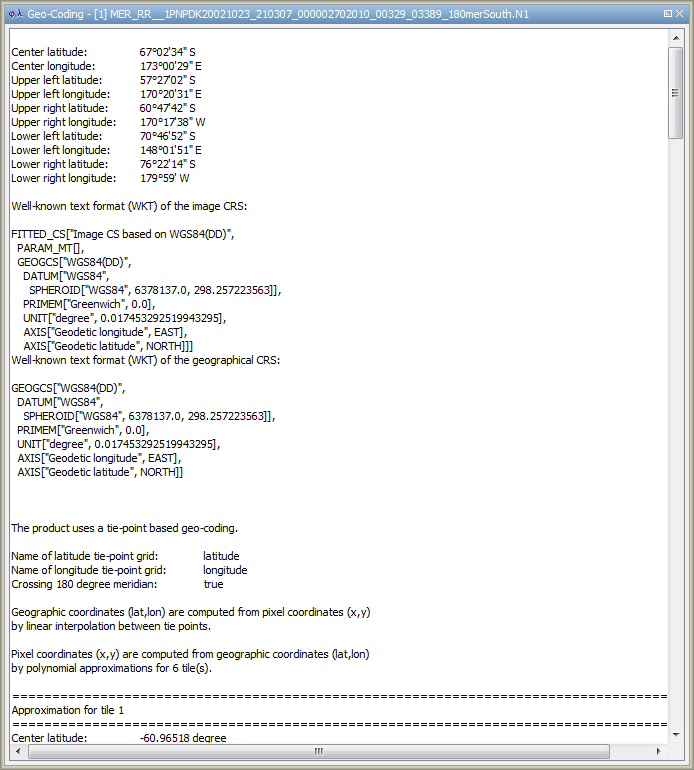 Geo-Coding - [1] MER_RR__1PNPDK20021023_210307_000002702010_00329_03389_180merSouth.N1
Center latitude: 67°02'34" S
Center longitude: 173°00'29" E
Upper left latitude: 57°27'02" S
Upper left longitude: 170°20'31" E
Upper right latitude: 60°47'42" S
Upper right longitude: 170°17'38" W
Lower left latitude: 70°46'52" S
Lower left longitude: 148°01'51" E
Lower right latitude: 76°22'14" S
Lower right longitude: 179°59' W
Well-known text format (WKT) of the image CRS:
FITTED_CS["Image CS based on WGS84(DD)",
PARAM_MT[],
GEOGCS["WGS84(DD)",
DATUM["WGS84",
SPHEROID["WGS84", 6378137.0, 298.257223563]],
PRIMEM["Greenwich", 0.0],
UNIT["degree", 0.017453292519943295],
AXIS["Geodetic longitude", EAST],
AXIS["Geodetic latitude", NORTH]]]
Well-known text format (WKT) of the geographical CRS:
GEOGCS["WGS84(DD)",
DATUM["WGS84",
SPHEROID["WGS84", 6378137.0, 298.257223563]],
PRIMEM["Greenwich", 0.0],
UNIT["degree", 0.017453292519943295],
AXIS["Geodetic longitude", EAST],
AXIS["Geodetic latitude", NORTH]]
The product uses a tie-point based geo-coding.
Name of latitude tie-point grid: latitude
Name of longitude tie-point grid: longitude
Crossing 180 degree meridian: true
Geographic coordinates (lat,lon) are computed from pixel coordinates (x,y)
by linear interpolation between tie points.
Pixel coordinates (x,y) are computed from geographic coordinates (lat,lon)
by polynomial approximations for 6 tile(s).
Approximation for tile 1
Center latitude: -60.96518 degree